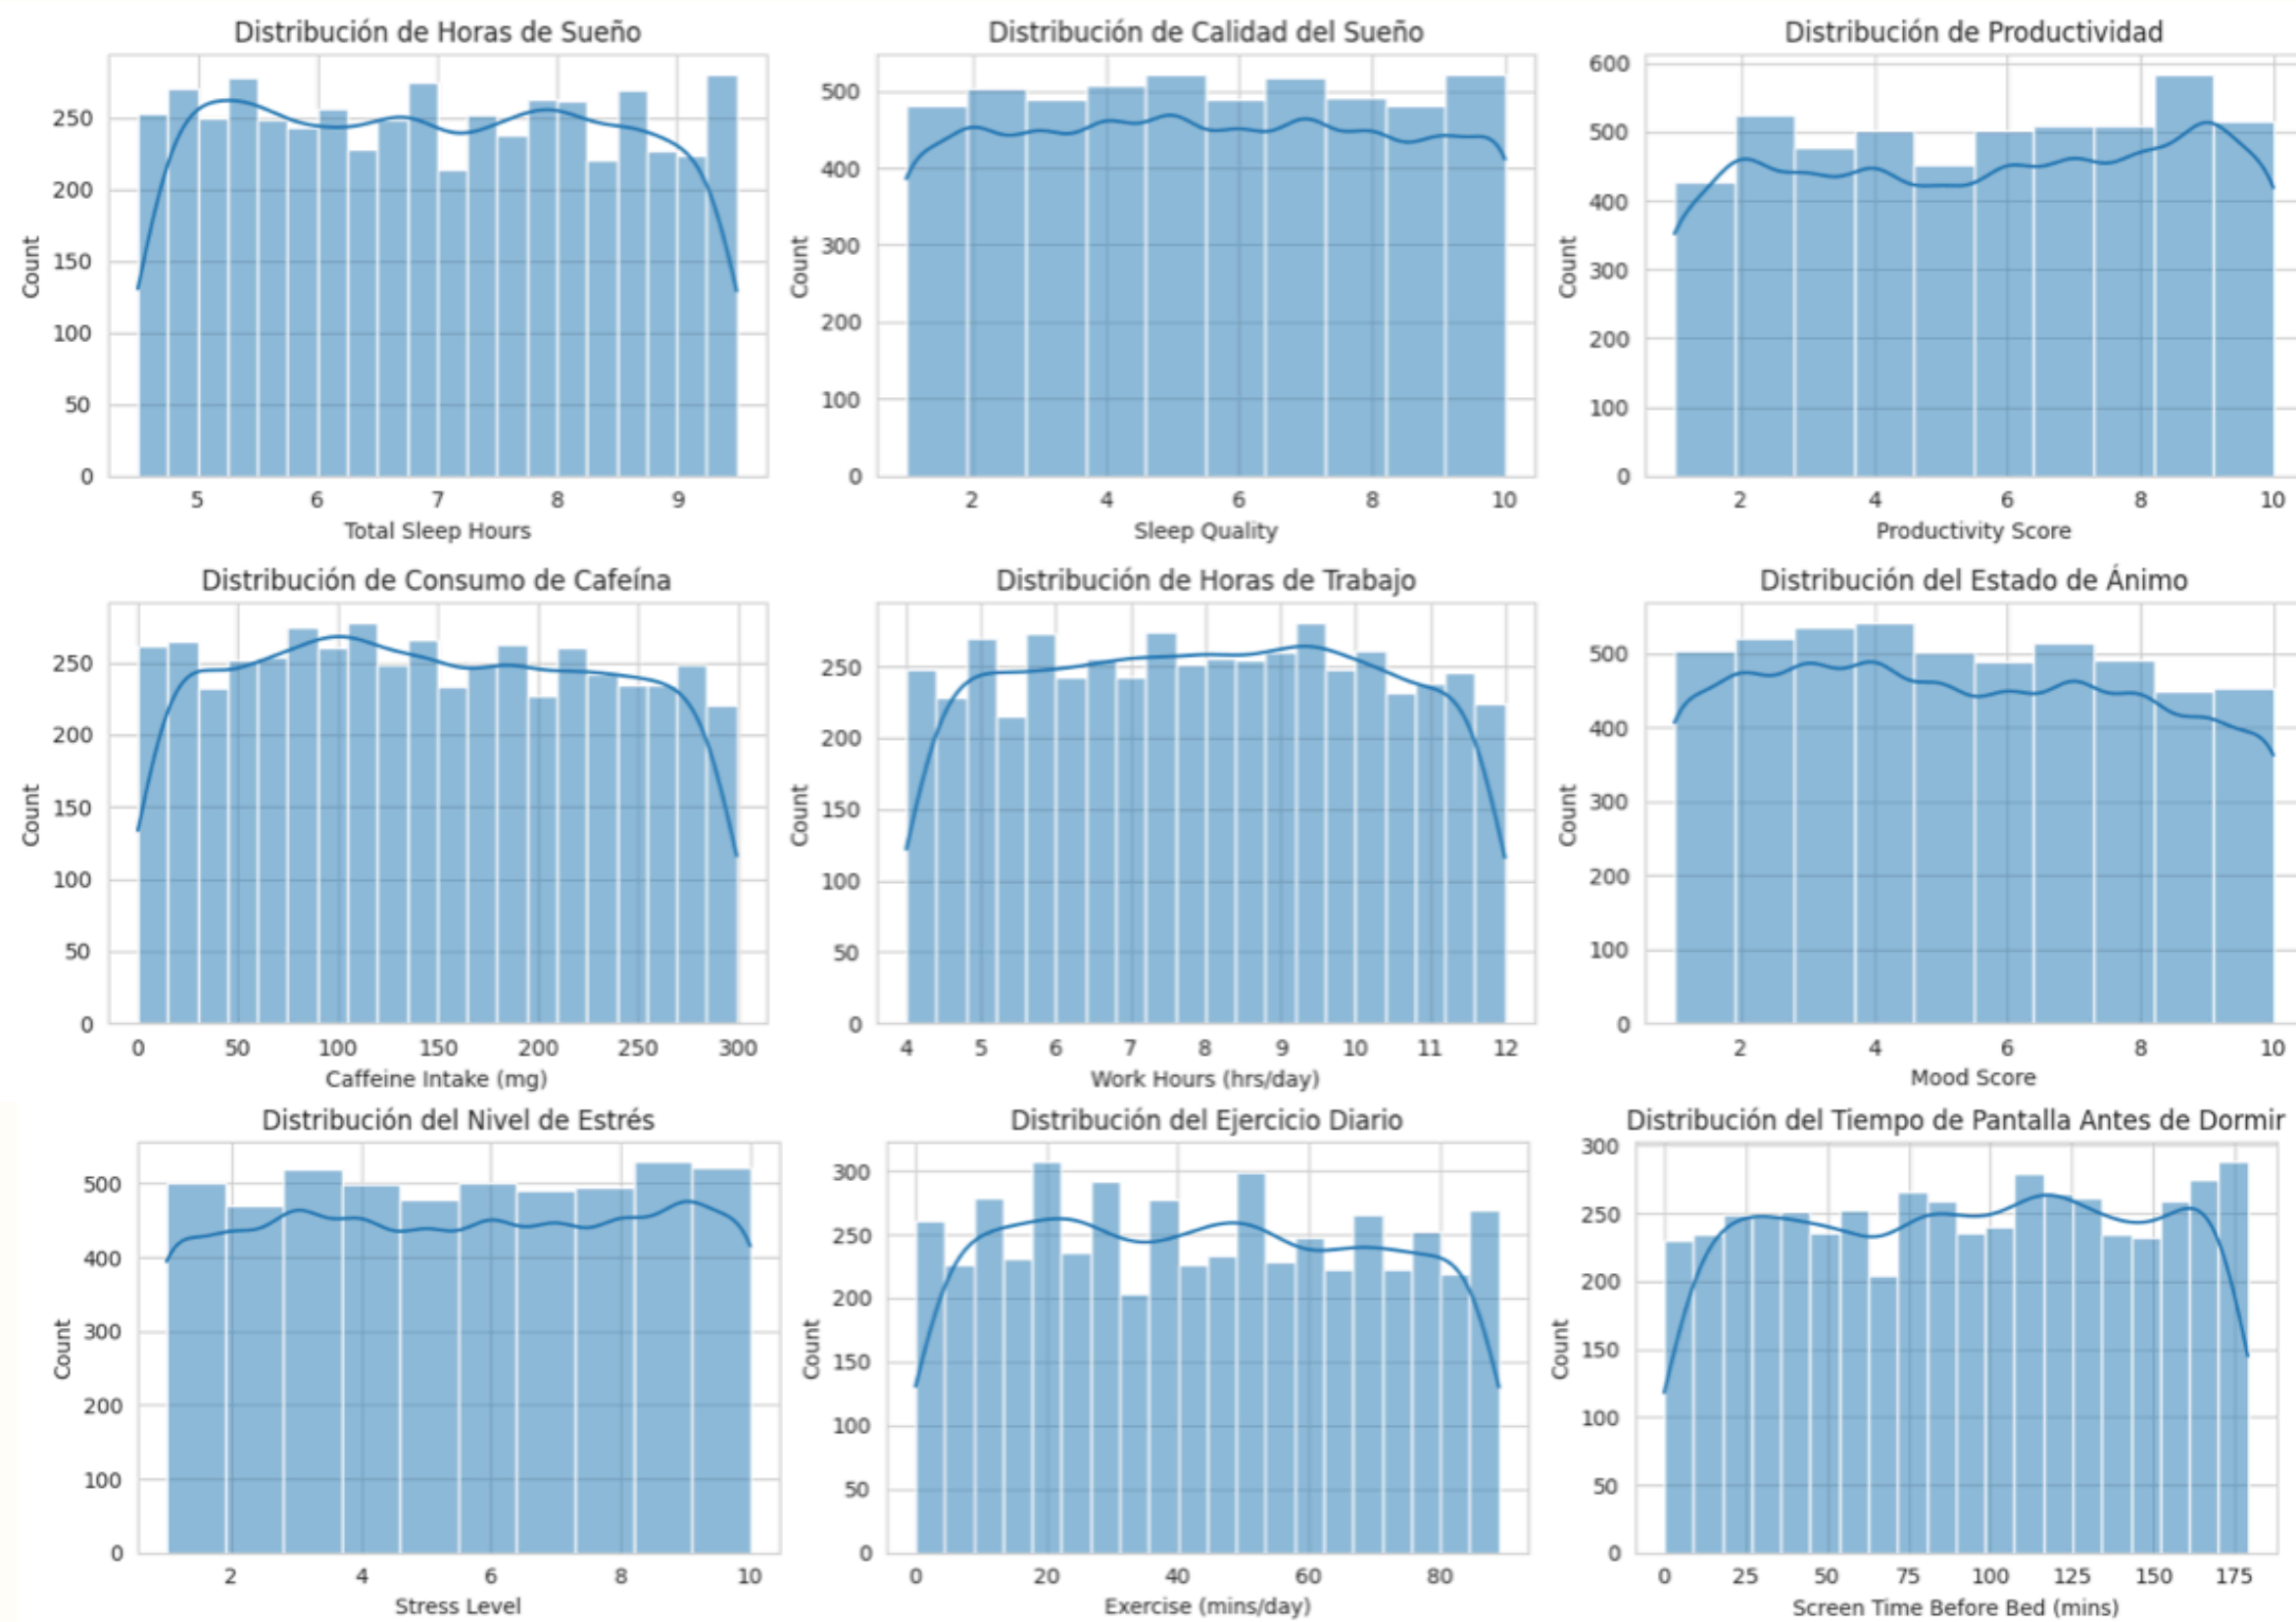 Distribución de Horas de Sueño
Count
250
200
150
100
50
0
5 6 7 8 9
Total Sleep Hours
Distribución de Calidad del Sueño
Count
500
400
300
200
100
0
2 4 6 8 10
Sleep Quality
Distribución de Productividad
Count
600
500
400
300
200
100
0
2 4 6 8 10
Productivity Score
Distribución de Consumo de Cafeína
Count
250
200
150
100
50
0
0 50 100 150 200 250 300
Caffeine Intake (mg)
Distribución de Horas de Trabajo
Count
250
200
150
100
50
0
4 5 6 7 8 9 10 11 12
Work Hours (hrs/day)
Distribución del Estado de Ánimo
Count
500
400
300
200
100
0
2 4 6 8 10
Mood Score
Distribución del Nivel de Estrés
Count
500
400
300
200
100
0
2 4 6 8 10
Stress Level
Distribución del Ejercicio Diario
Count
300
250
200
150
100
50
0
0 20 40 60 80
Exercise (mins/day)
Distribución del Tiempo de Pantalla Antes de Dormir
Count
300
250
200
150
100
50
0
0 25 50 75 100 125 150 175
Screen Time Before Bed (mins)